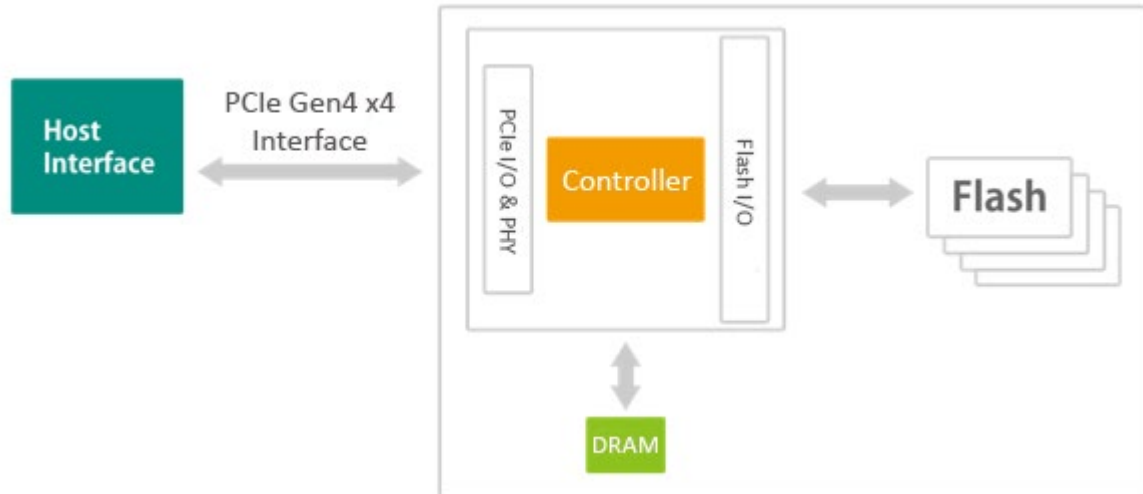 Host
Interface
PCIe Gen4 x4
Interface
PCIe I/O & PHY
Controller
Flash I/O
Flash
DRAM